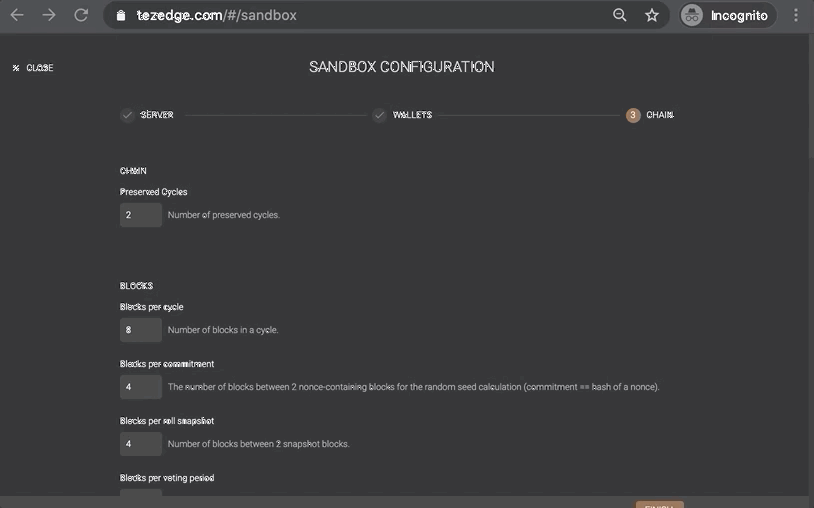 tezedge.com/#/sandbox
Incognito
CLOSE
SANDBOX CONFIGURATION
SERVER
WALLETS
3 CHAIN
CHAIN
Preserved Cycles
2 Number of preserved cycles.
BLOCKS
Blocks per cycle
8 Number of blocks in a cycle.
Blocks per commitment
4 The number of blocks between 2 nonce-containing blocks for the random seed calculation (commitment == hash of a nonce).
Blocks per roll snapshot
4 Number of blocks between 2 snapshot blocks.
Blocks per voting period
FINISH